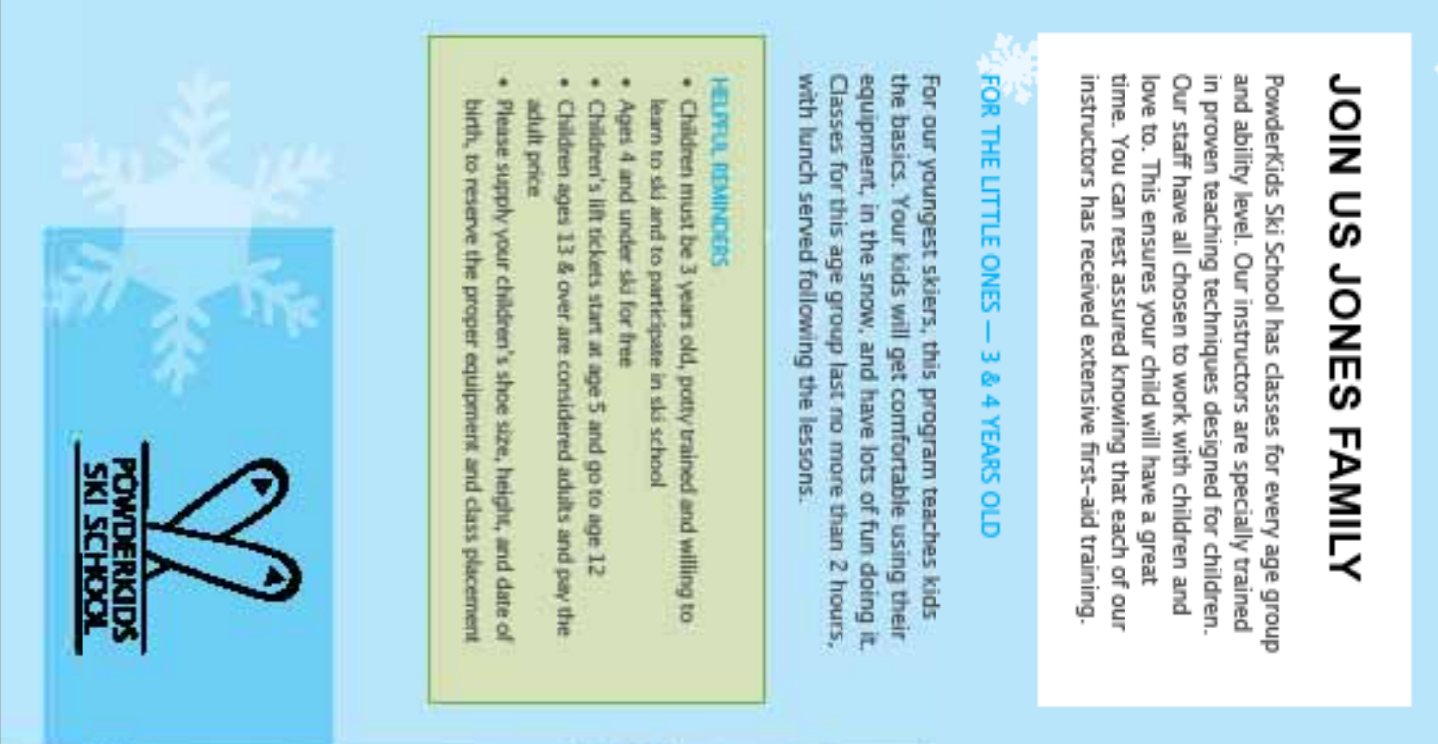 JOIN US JONES FAMILY
PowderKids Ski School has classes for every age group
and ability level. Our instructors are specially trained
in proven teaching techniques designed for children.
Our staff have all chosen to work with children and
love to. This ensures your child will have a great
time. You can rest assured knowing that each of our
instructors has received extensive first-aid training.
FOR THE LITTLE ONES — 3 & 4 YEARS OLD
For our youngest skiers, this program teaches kids
the basics. Your kids will get comfortable using their
equipment, in the snow, and have lots of fun doing it.
Classes for this age group last no more than 2 hours,
with lunch served following the lessons.
HELPFUL REMINDERS
• Children must be 3 years old, potty trained and willing to
learn to ski and to participate in ski school
• Ages 4 and under ski for free
• Children's lift tickets start at age 5 and go to age 12
• Children ages 13 & over are considered adults and pay the
adult price
• Please supply your children's shoe size, height, and date of
birth, to reserve the proper equipment and class placement
POWDERKIDS
SKI SCHOOL